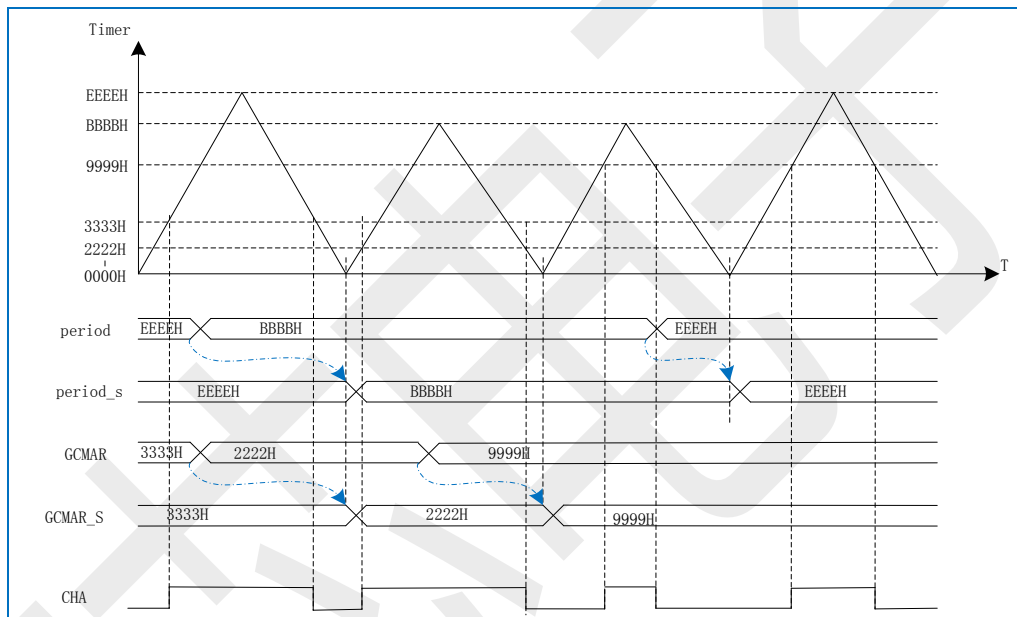 Timer
EEEEH
BBBBH
9999H
3333H
2222H
0000H
T
period EEEEH BBBBH EEEEH
period_s EEEEH BBBBH EEEEH
GCMAR 3333H 2222H 9999H
GCMAR_S 3333H 2222H 9999H
CHA